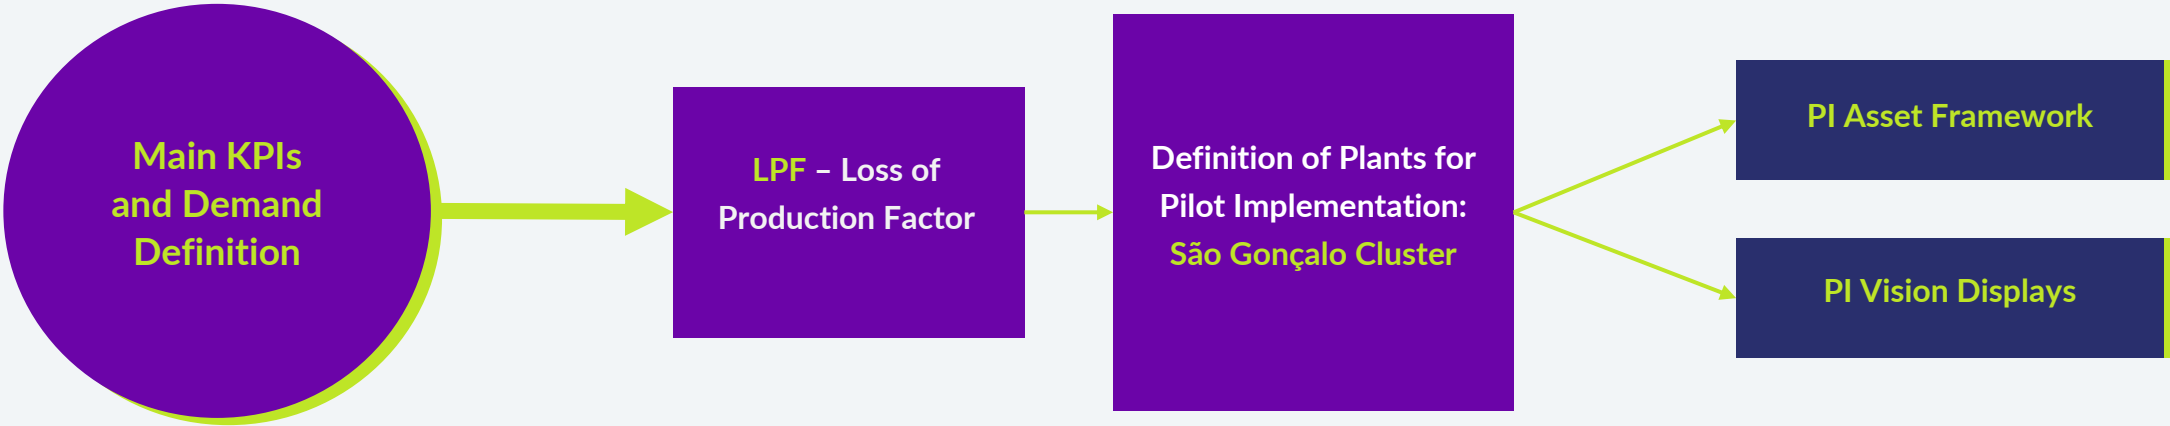 Main KPIs
and Demand
Definition
LPF – Loss of
Production Factor
Definition of Plants for
Pilot Implementation:
São Gonçalo Cluster
PI Asset Framework
PI Vision Displays